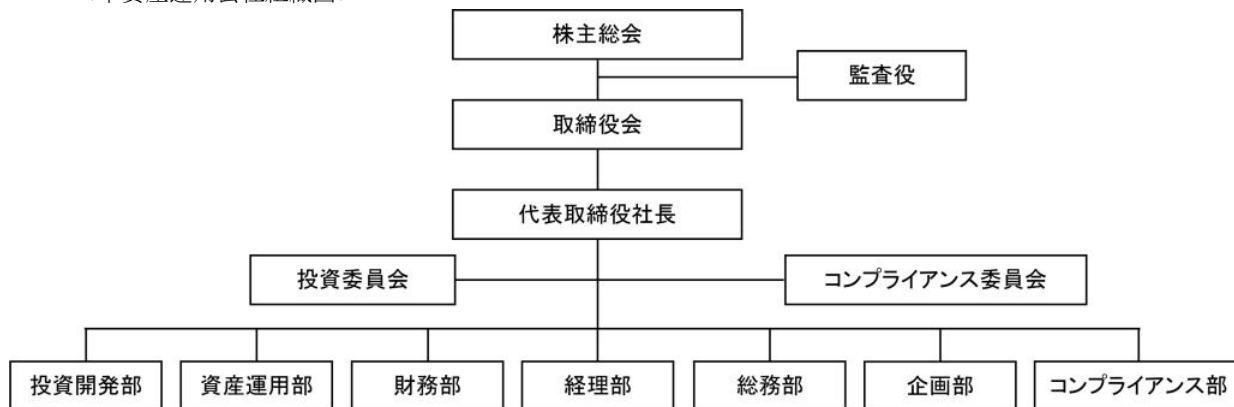 株主総会
監査役
取締役会
代表取締役社長
投資委員会
コンプライアンス委員会
投資開発部 資産運用部 財務部 経理部 総務部 企画部 コンプライアンス部